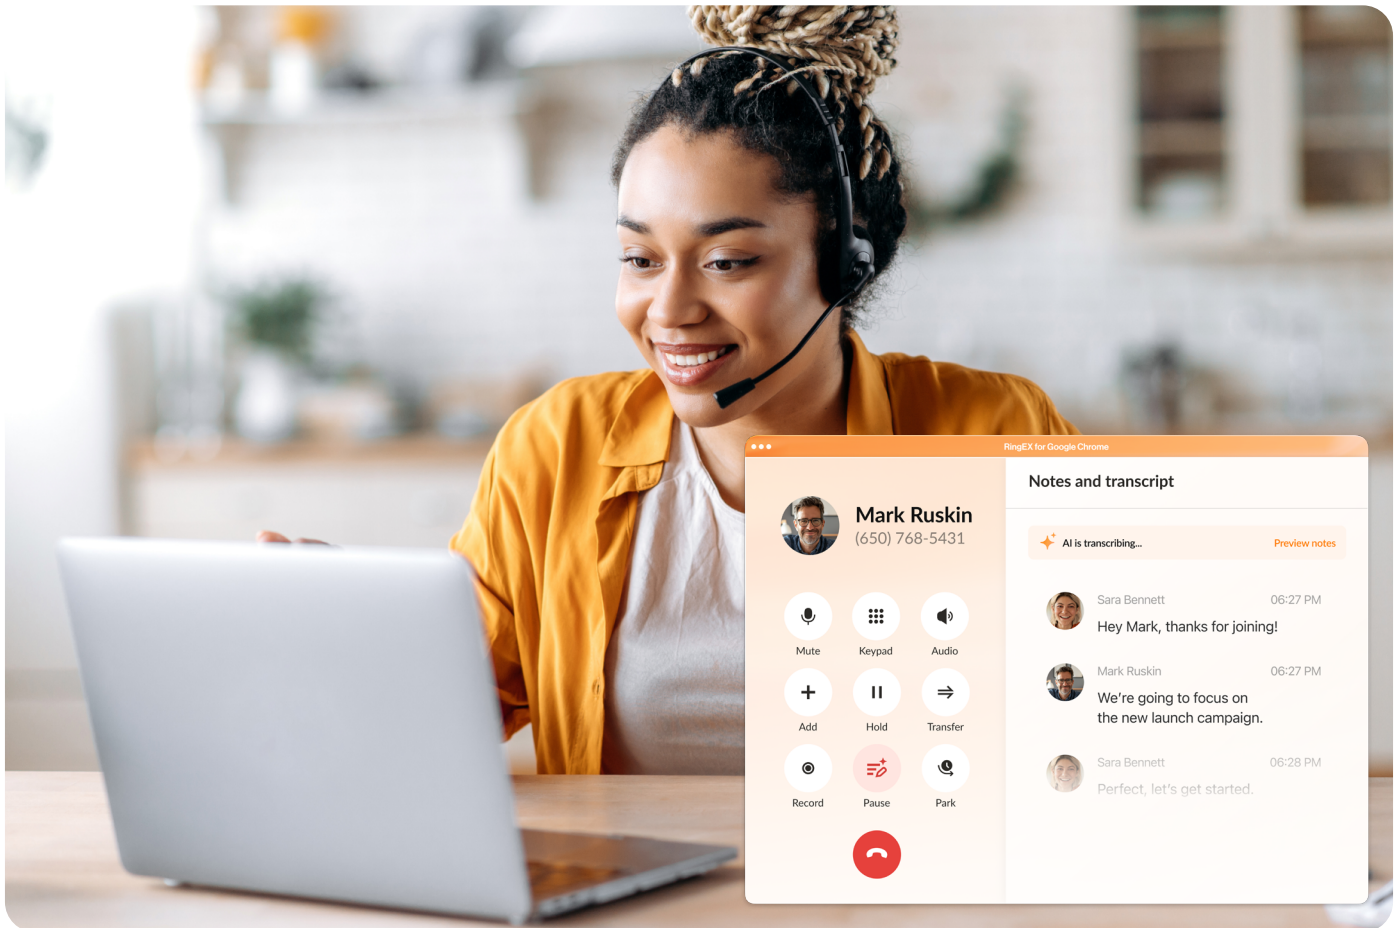 RingEX for Google Chrome
Mark Ruskin
(650) 768-5431
Mute
Keypad
Audio
Add
Hold
Transfer
Record
Pause
Park
Notes and transcript
AI is transcribing...
Preview notes
Sara Bennett
06:27 PM
Hey Mark, thanks for joining!
Mark Ruskin
06:27 PM
We're going to focus on
the new launch campaign.
Sara Bennett
06:28 PM
Perfect, let's get started.